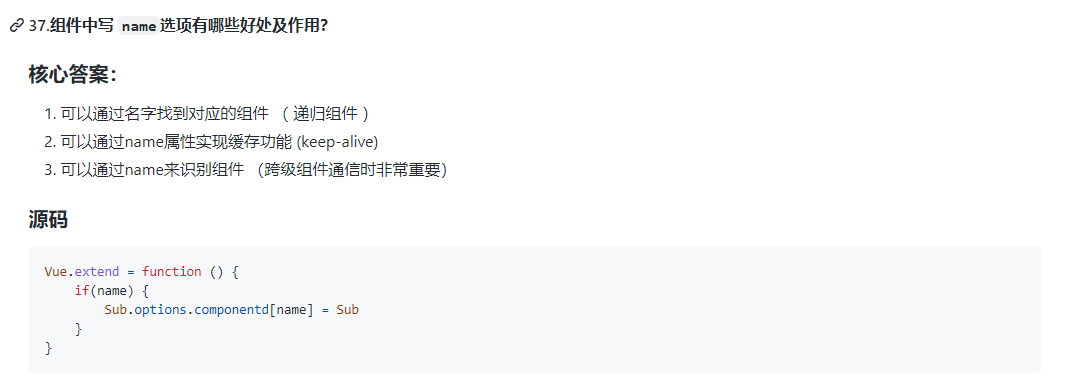 37.组件中写 name 选项有哪些好处及作用？
核心答案：
1. 可以通过名字找到对应的组件 （ 递归组件 ）
2. 可以通过name属性实现缓存功能 (keep-alive)
3. 可以通过name来识别组件 （跨级组件通信时非常重要）
源码
Vue.extend = function () {
    if(name) {
        Sub.options.componentd[name] = Sub
    }
}